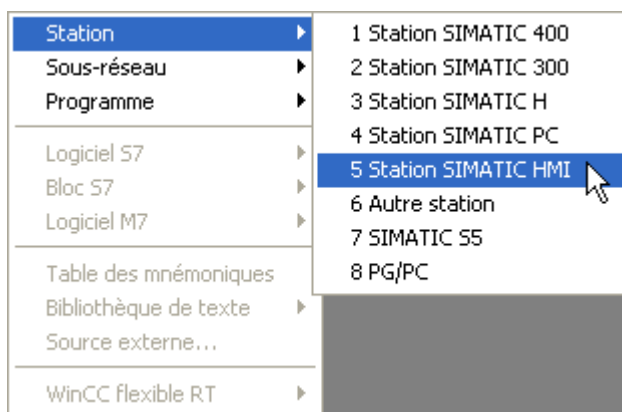 Station
Sous-réseau
Programme
Logiciel S7
Bloc S7
Logiciel M7
Table des mnémoniques
Bibliothèque de texte
Source externe...
WinCC flexible RT
1 Station SIMATIC 400
2 Station SIMATIC 300
3 Station SIMATIC H
4 Station SIMATIC PC
5 Station SIMATIC HMI
6 Autre station
7 SIMATIC S5
8 PG/PC